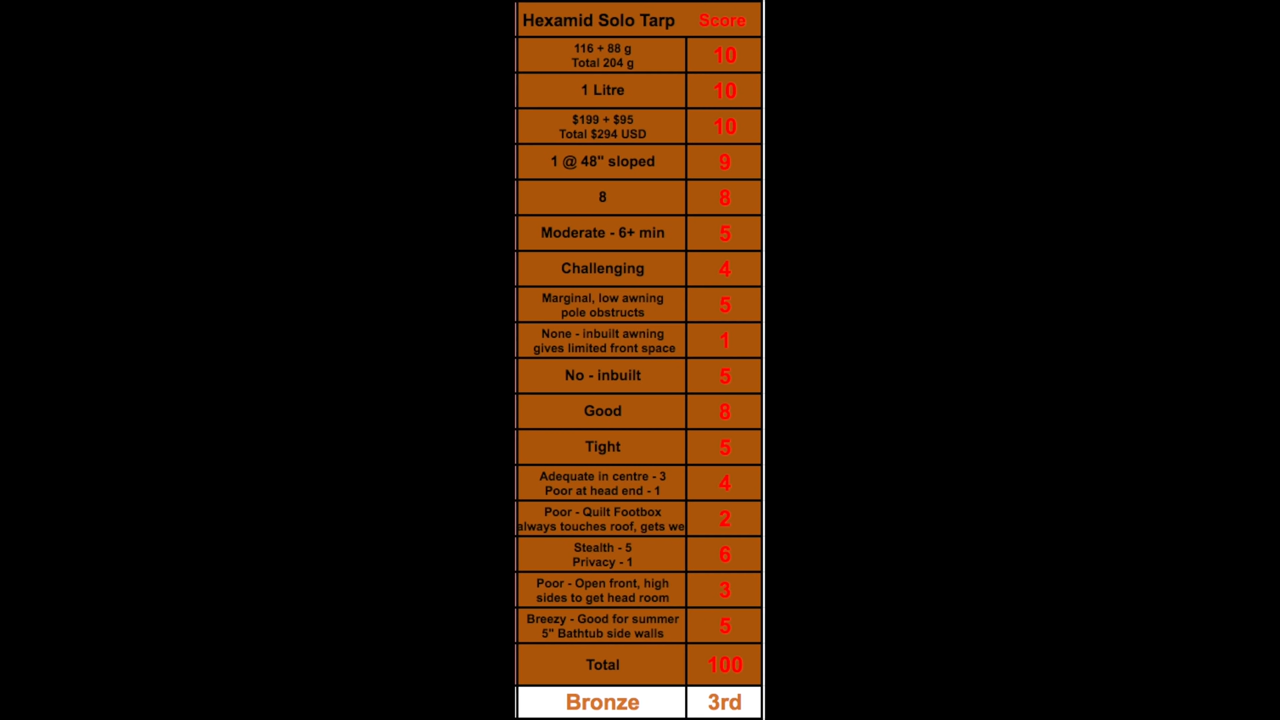 Hexamid Solo Tarp Score
116 + 88 g
Total 204 g
10
1 Litre 10
$199 + $95
Total $294 USD
10
1 @ 48" sloped 9
8 8
Moderate - 6+ min 5
Challenging 4
Marginal, low awning
pole obstructs
5
None - inbuilt awning
gives limited front space
1
No - inbuilt 5
Good 8
Tight 5
Adequate in centre - 3
Poor at head end - 1
4
Poor - Quilt Footbox
always touches roof, gets we
2
Stealth - 5
Privacy - 1
6
Poor - Open front, high
sides to get head room
3
Breezy - Good for summer
5" Bathtub side walls
5
Total 100
Bronze 3rd